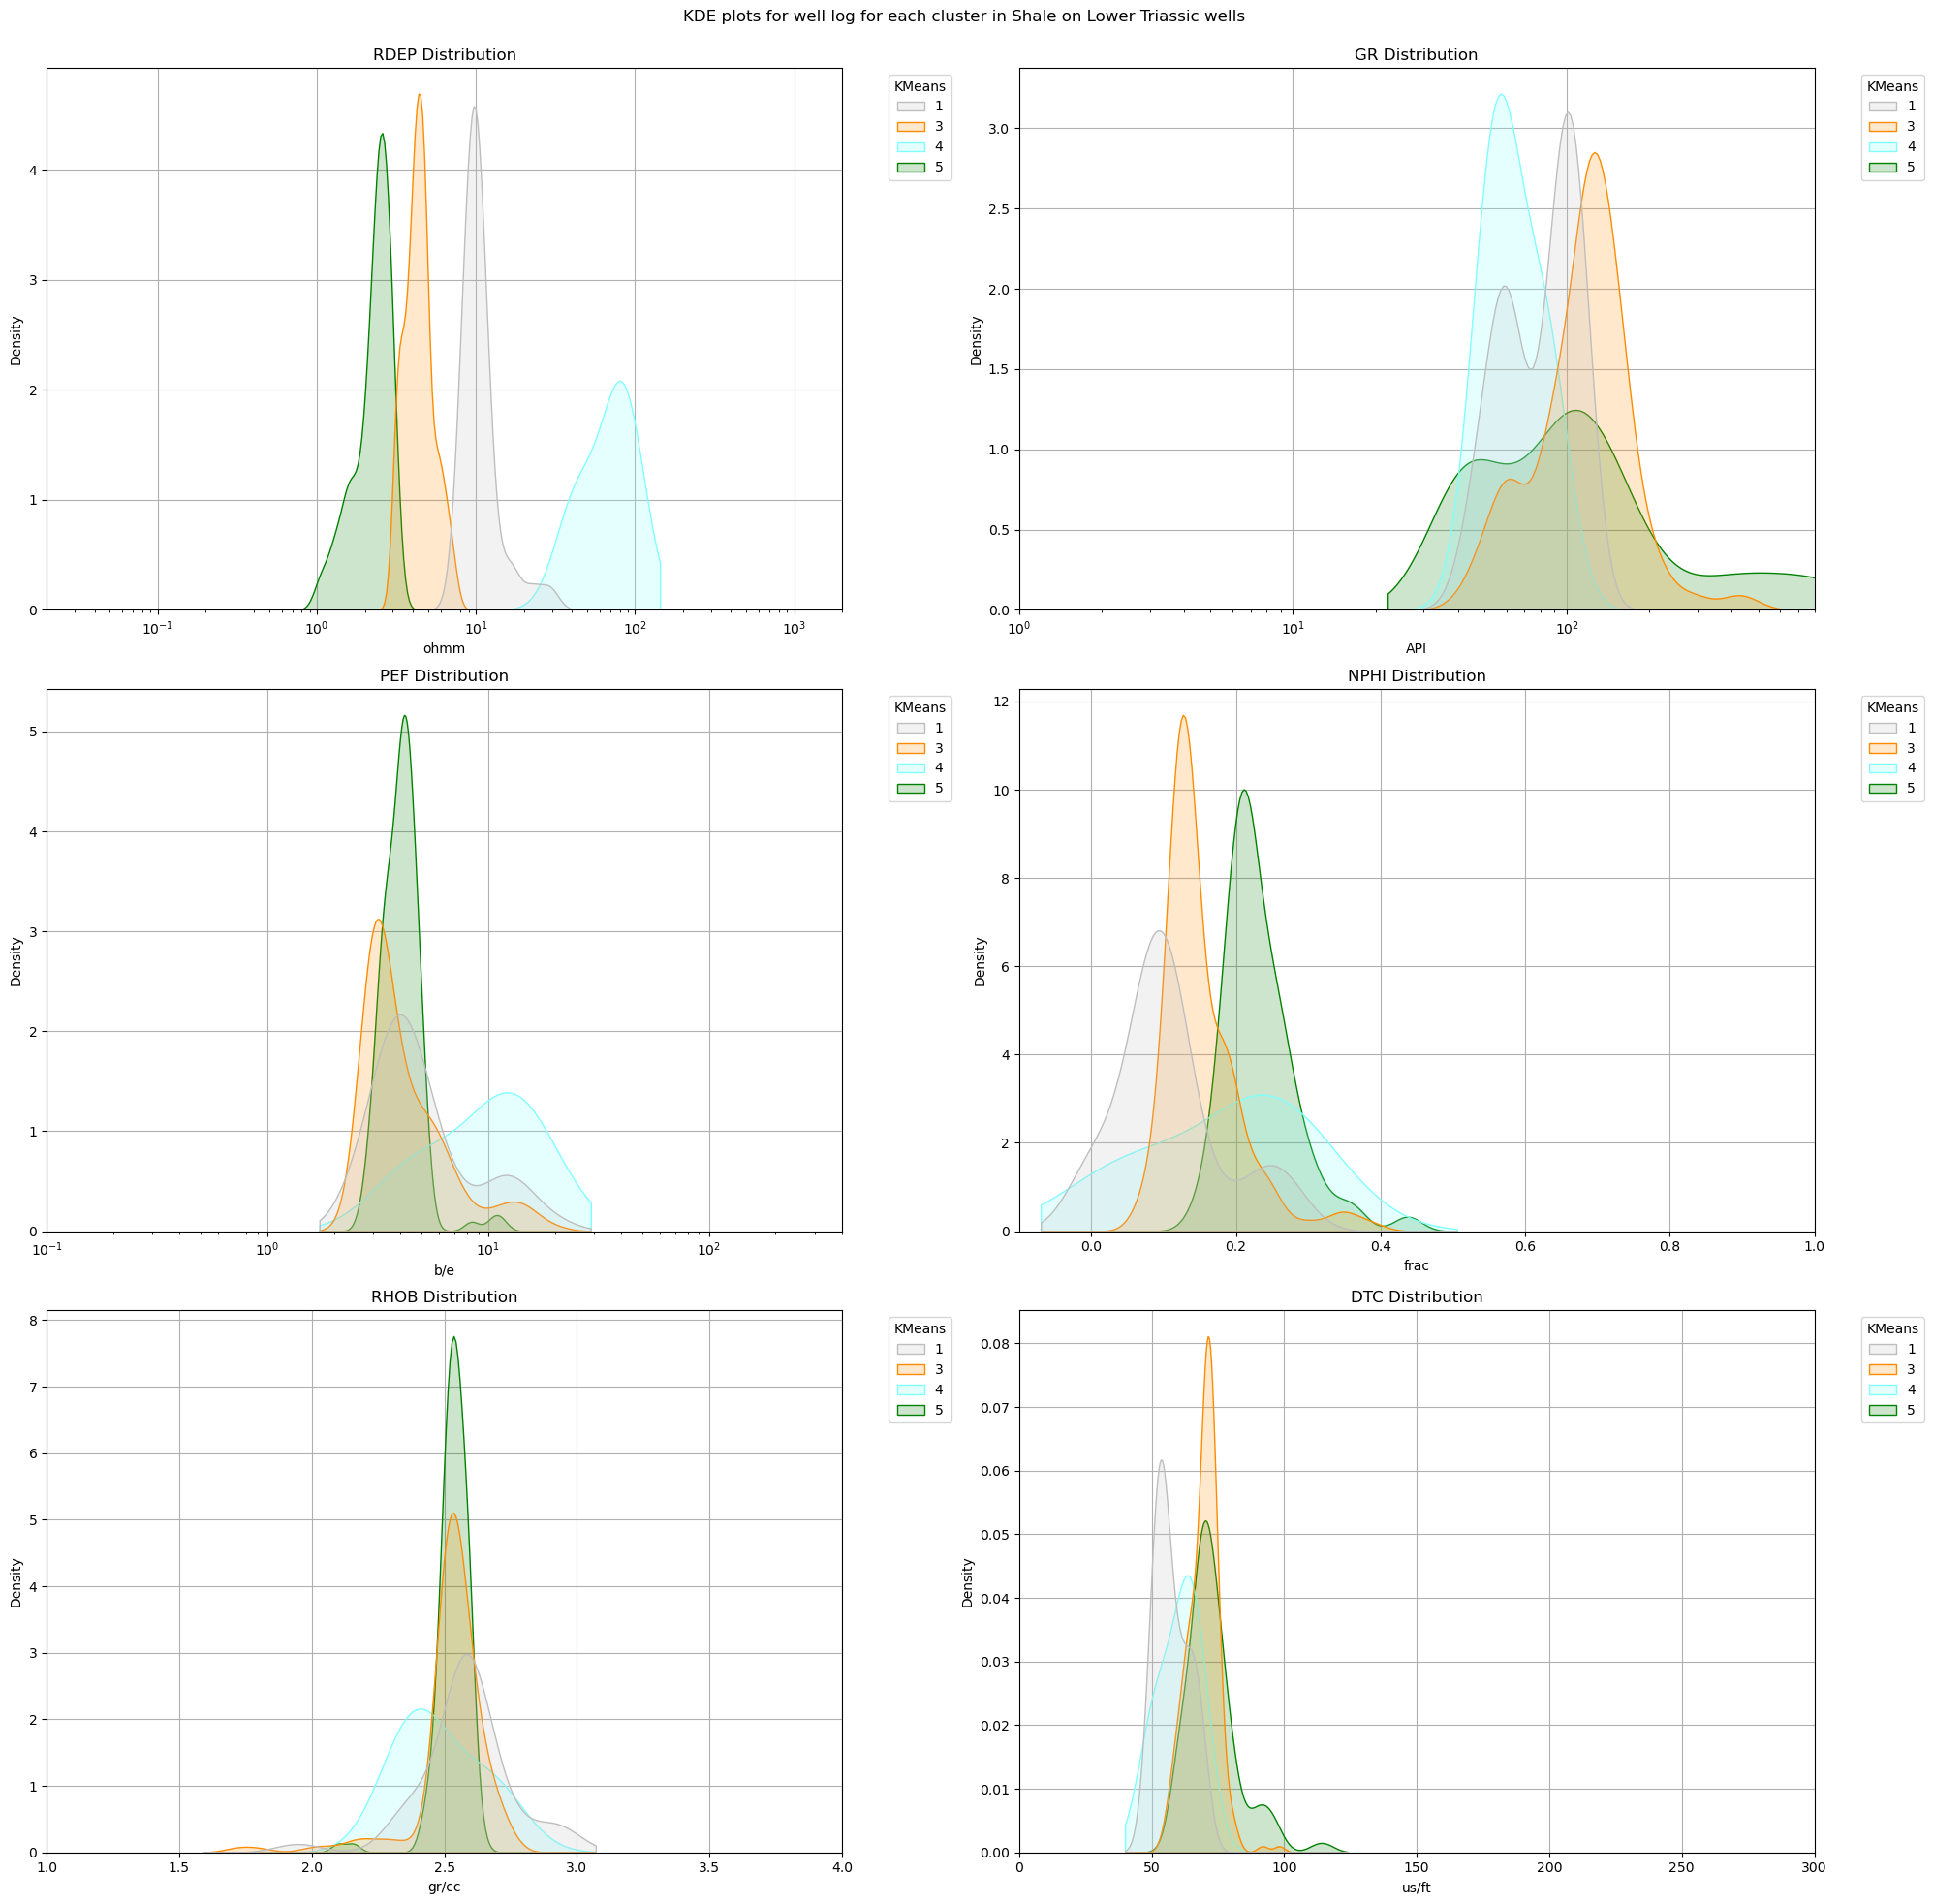 KDE plots for well log for each cluster in Shale on Lower Triassic wells
RDEP Distribution
Density
4
3
2
1
0
10⁻¹ 10⁰ 10¹ 10² 10³
ohmm
KMeans
1
3
4
5
GR Distribution
Density
3.0
2.5
2.0
1.5
1.0
0.5
0.0
10⁰ 10¹ 10²
API
KMeans
1
3
4
5
PEF Distribution
Density
5
4
3
2
1
0
10⁻¹ 10⁰ 10¹ 10²
b/e
KMeans
1
3
4
5
NPHI Distribution
Density
12
10
8
6
4
2
0
0.0 0.2 0.4 0.6 0.8 1.0
frac
KMeans
1
3
4
5
RHOB Distribution
Density
8
7
6
5
4
3
2
1
0
1.0 1.5 2.0 2.5 3.0 3.5 4.0
gr/cc
KMeans
1
3
4
5
DTC Distribution
Density
0.08
0.07
0.06
0.05
0.04
0.03
0.02
0.01
0.00
0 50 100 150 200 250 300
us/ft
KMeans
1
3
4
5